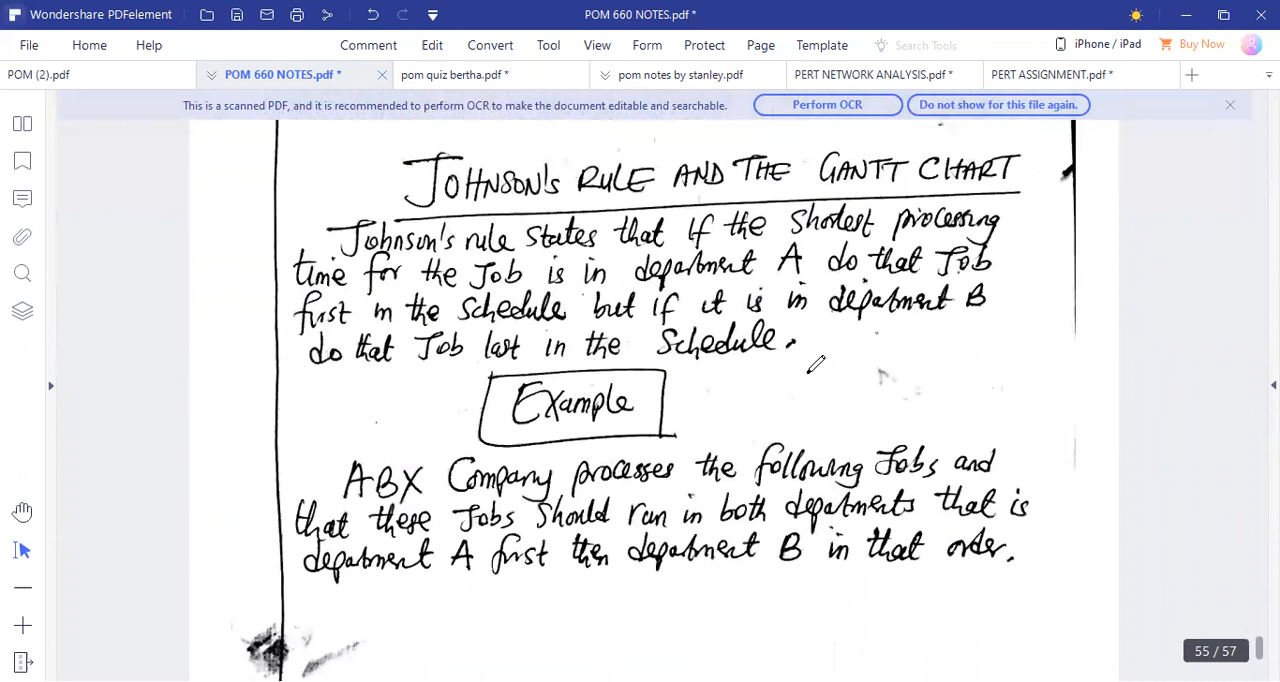 Wondershare PDFelement
POM 660 NOTES.pdf *
File Home Help Comment Edit Convert Tool View Form Protect Page Template Search Tools iPhone / iPad Buy Now
POM (2).pdf POM 660 NOTES.pdf * pom quiz bertha.pdf * pom notes by stanley.pdf PERT NETWORK ANALYSIS.pdf * PERT ASSIGNMENT.pdf *
This is a scanned PDF, and it is recommended to perform OCR to make the document editable and searchable. Perform OCR Do not show for this file again.
JOHNSON'S RULE AND THE GANTT CHART
Johnson's rule states that if the shortest processing
time for the Job is in department A do that Job
first in the schedule but if it is in department B
do that Job last in the schedule.
Example
ABX Company processes the following Jobs and
that these Jobs should run in both departments that is
department A first then department B in that order.
55 / 57